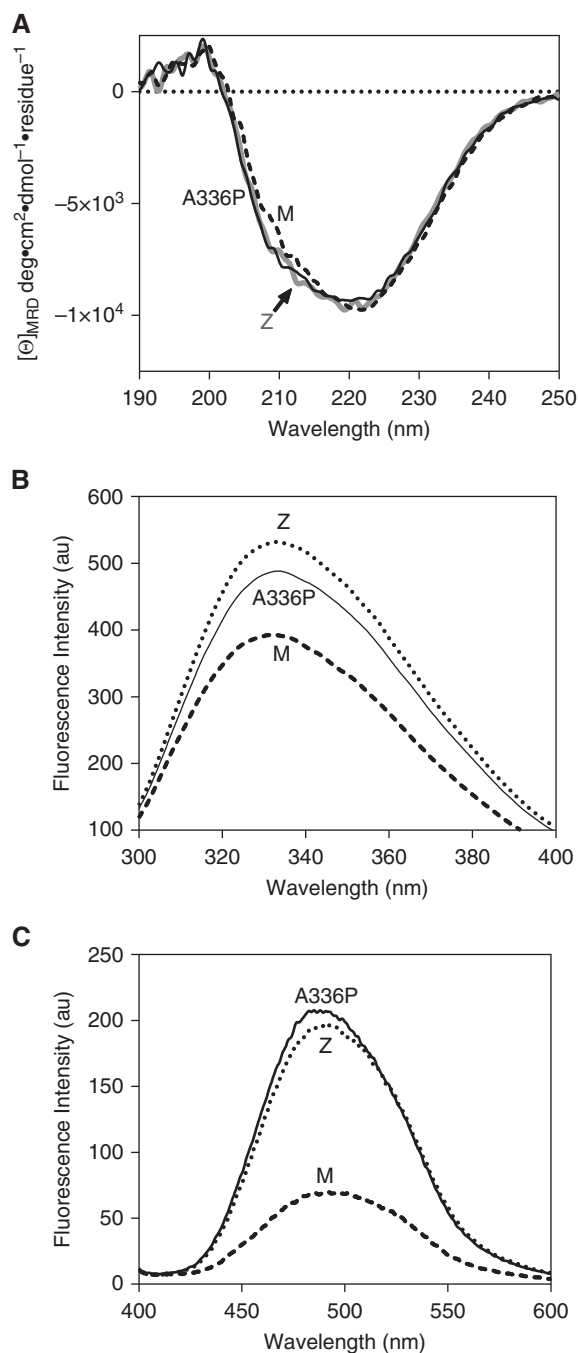 A
0
−5×10³
−1×10⁴
[Θ]MRD deg•cm²•dmol⁻¹•residue⁻¹
A336P
M
Z
190 200 210 220 230 240 250
Wavelength (nm)
B
600
500
400
300
200
100
Fluorescence Intensity (au)
Z
A336P
M
300 320 340 360 380 400
Wavelength (nm)
C
250
200
150
100
50
0
Fluorescence Intensity (au)
A336P
Z
M
400 450 500 550 600
Wavelength (nm)